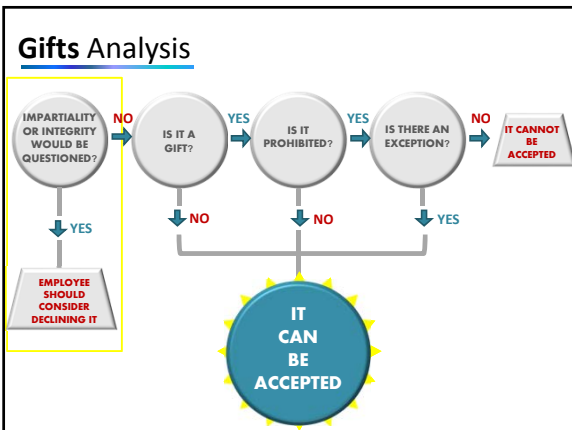 Gifts Analysis
IMPARTIALITY
OR INTEGRITY
WOULD BE
QUESTIONED?
NO
IS IT A
GIFT?
YES
IS IT
PROHIBITED?
YES
IS THERE AN
EXCEPTION?
NO
IT CANNOT
BE
ACCEPTED
YES
NO
NO
YES
EMPLOYEE
SHOULD
CONSIDER
DECLINING IT
IT
CAN
BE
ACCEPTED